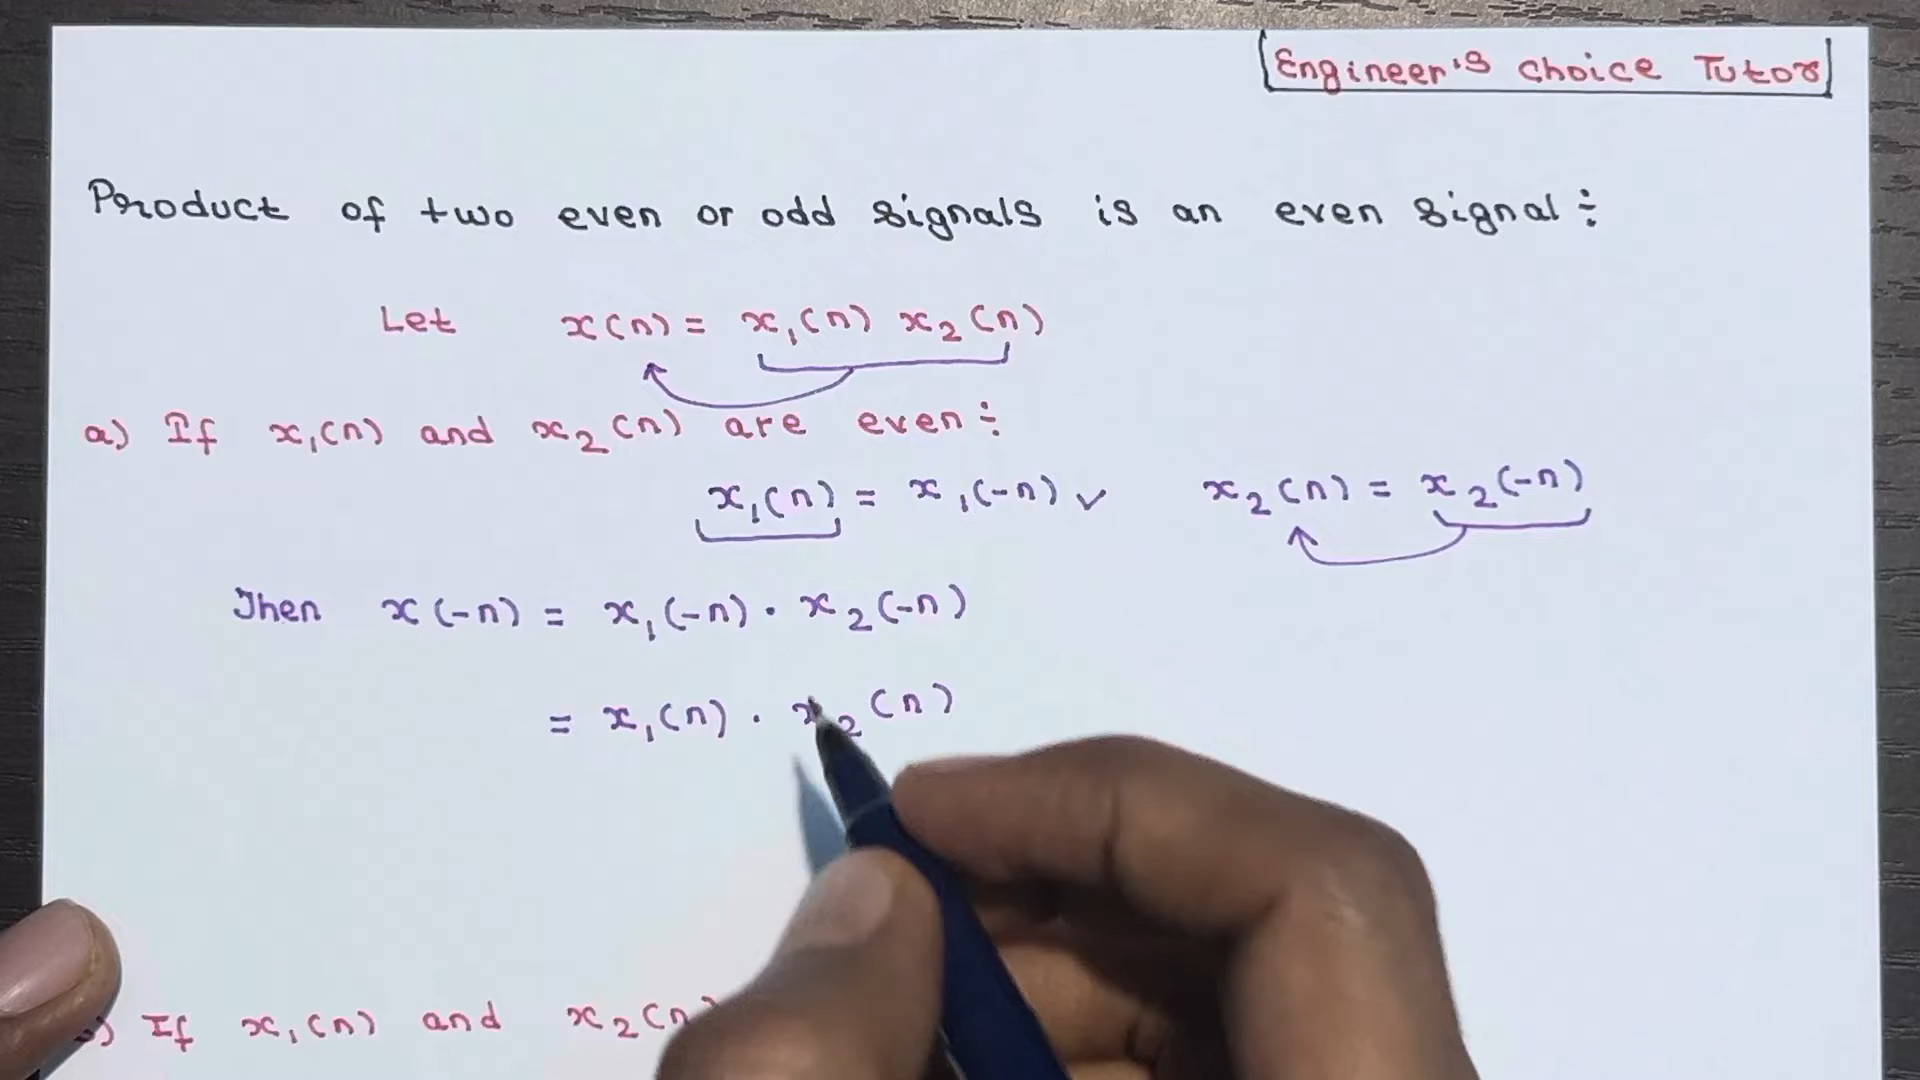 Engineer's Choice Tutor
Product of two even or odd signals is an even signal ÷
Let x(n) = x₁(n) x₂(n)
a) If x₁(n) and x₂(n) are even ÷
x₁(n) = x₁(-n) ✓ x₂(n) = x₂(-n)
Then x(-n) = x₁(-n) · x₂(-n)
= x₁(n) · x₂(n)
) If x₁(n) and x₂(n)